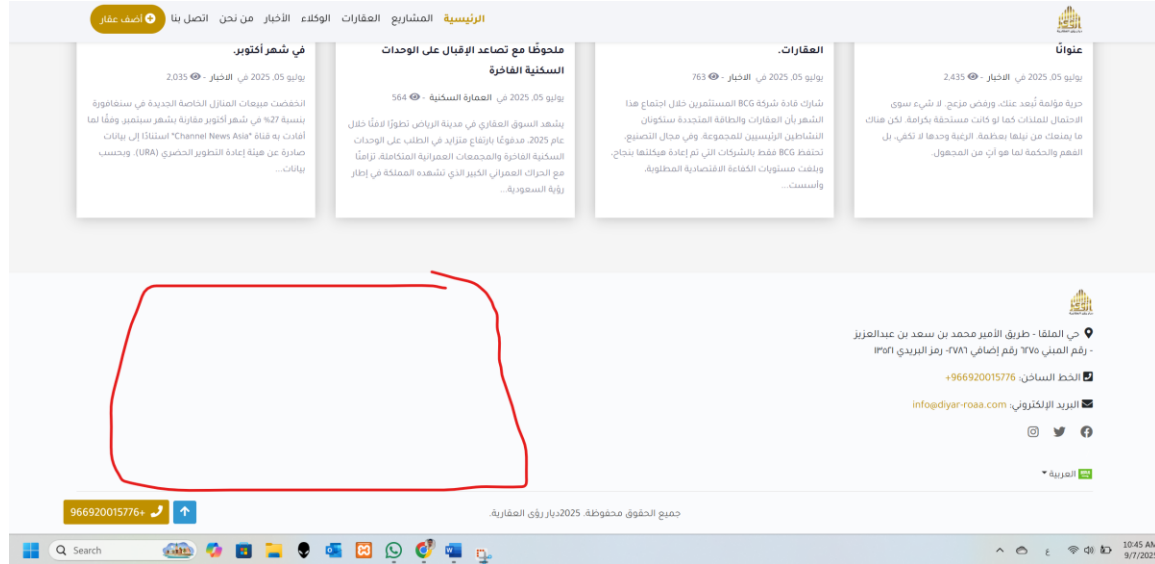 الرئيسية المشاريع العقارات الوكلاء الأخبار من نحن اتصل بنا اضف عقار
عنوانًا
يوليو 05, 2025 في الاخبار - 2,435
حرية مؤلمة تُبعد عنك، ورفض مزعج. لا شيء سوى
الاحتمال للملذات كما لو كانت مستحقة بكرامة. لكن هناك
ما يمنعك من نيلها بعظمة. الرغبة وحدها لا تكفي، بل
الفهم والحكمة لما هو آتٍ من المجهول.
العقارات.
يوليو 05, 2025 في الاخبار - 763
شارك قادة شركة BCG المستثمرين خلال اجتماع هذا
الشهر بأن العقارات والطاقة المتجددة ستكونان
النشاطين الرئيسيين للمجموعة. وفي مجال التصنيع،
تحتفظ BCG فقط بالشركات التي تم إعادة هيكلتها بنجاح،
وبلغت مستويات الكفاءة الاقتصادية المطلوبة،
وأسست...
ملحوظًا مع تصاعد الإقبال على الوحدات
السكنية الفاخرة
يوليو 05, 2025 في العمارة السكنية - 564
يشهد السوق العقاري في مدينة الرياض تطورًا لافتًا خلال
عام 2025، مدفوعًا بارتفاع متزايد في الطلب على الوحدات
السكنية الفاخرة والمجمعات العمرانية المتكاملة، تزامنًا
مع الحراك العمراني الكبير الذي تشهده المملكة في إطار
رؤية السعودية...
في شهر أكتوبر.
يوليو 05, 2025 في الاخبار - 2,035
انخفضت مبيعات المنازل الخاصة الجديدة في سنغافورة
بنسبة 27% في شهر أكتوبر مقارنة بشهر سبتمبر، وفقًا لما
أفادت به قناة "Channel News Asia" استنادًا إلى بيانات
صادرة عن هيئة إعادة التطوير الحضري (URA). وبحسب
بيانات...
حي الملقا - طريق الأمير محمد بن سعد بن عبدالعزيز
- رقم المبني ٦٢٧٥ رقم إضافي ٢٧٨٦- رمز البريدي ١٣٥٢١
الخط الساخن: 966920015776+
البريد الإلكتروني: info@diyar-roaa.com
العربية
جميع الحقوق محفوظة. 2025ديار رؤى العقارية.
966920015776+
Search
ع
10:45 AM
9/7/2025